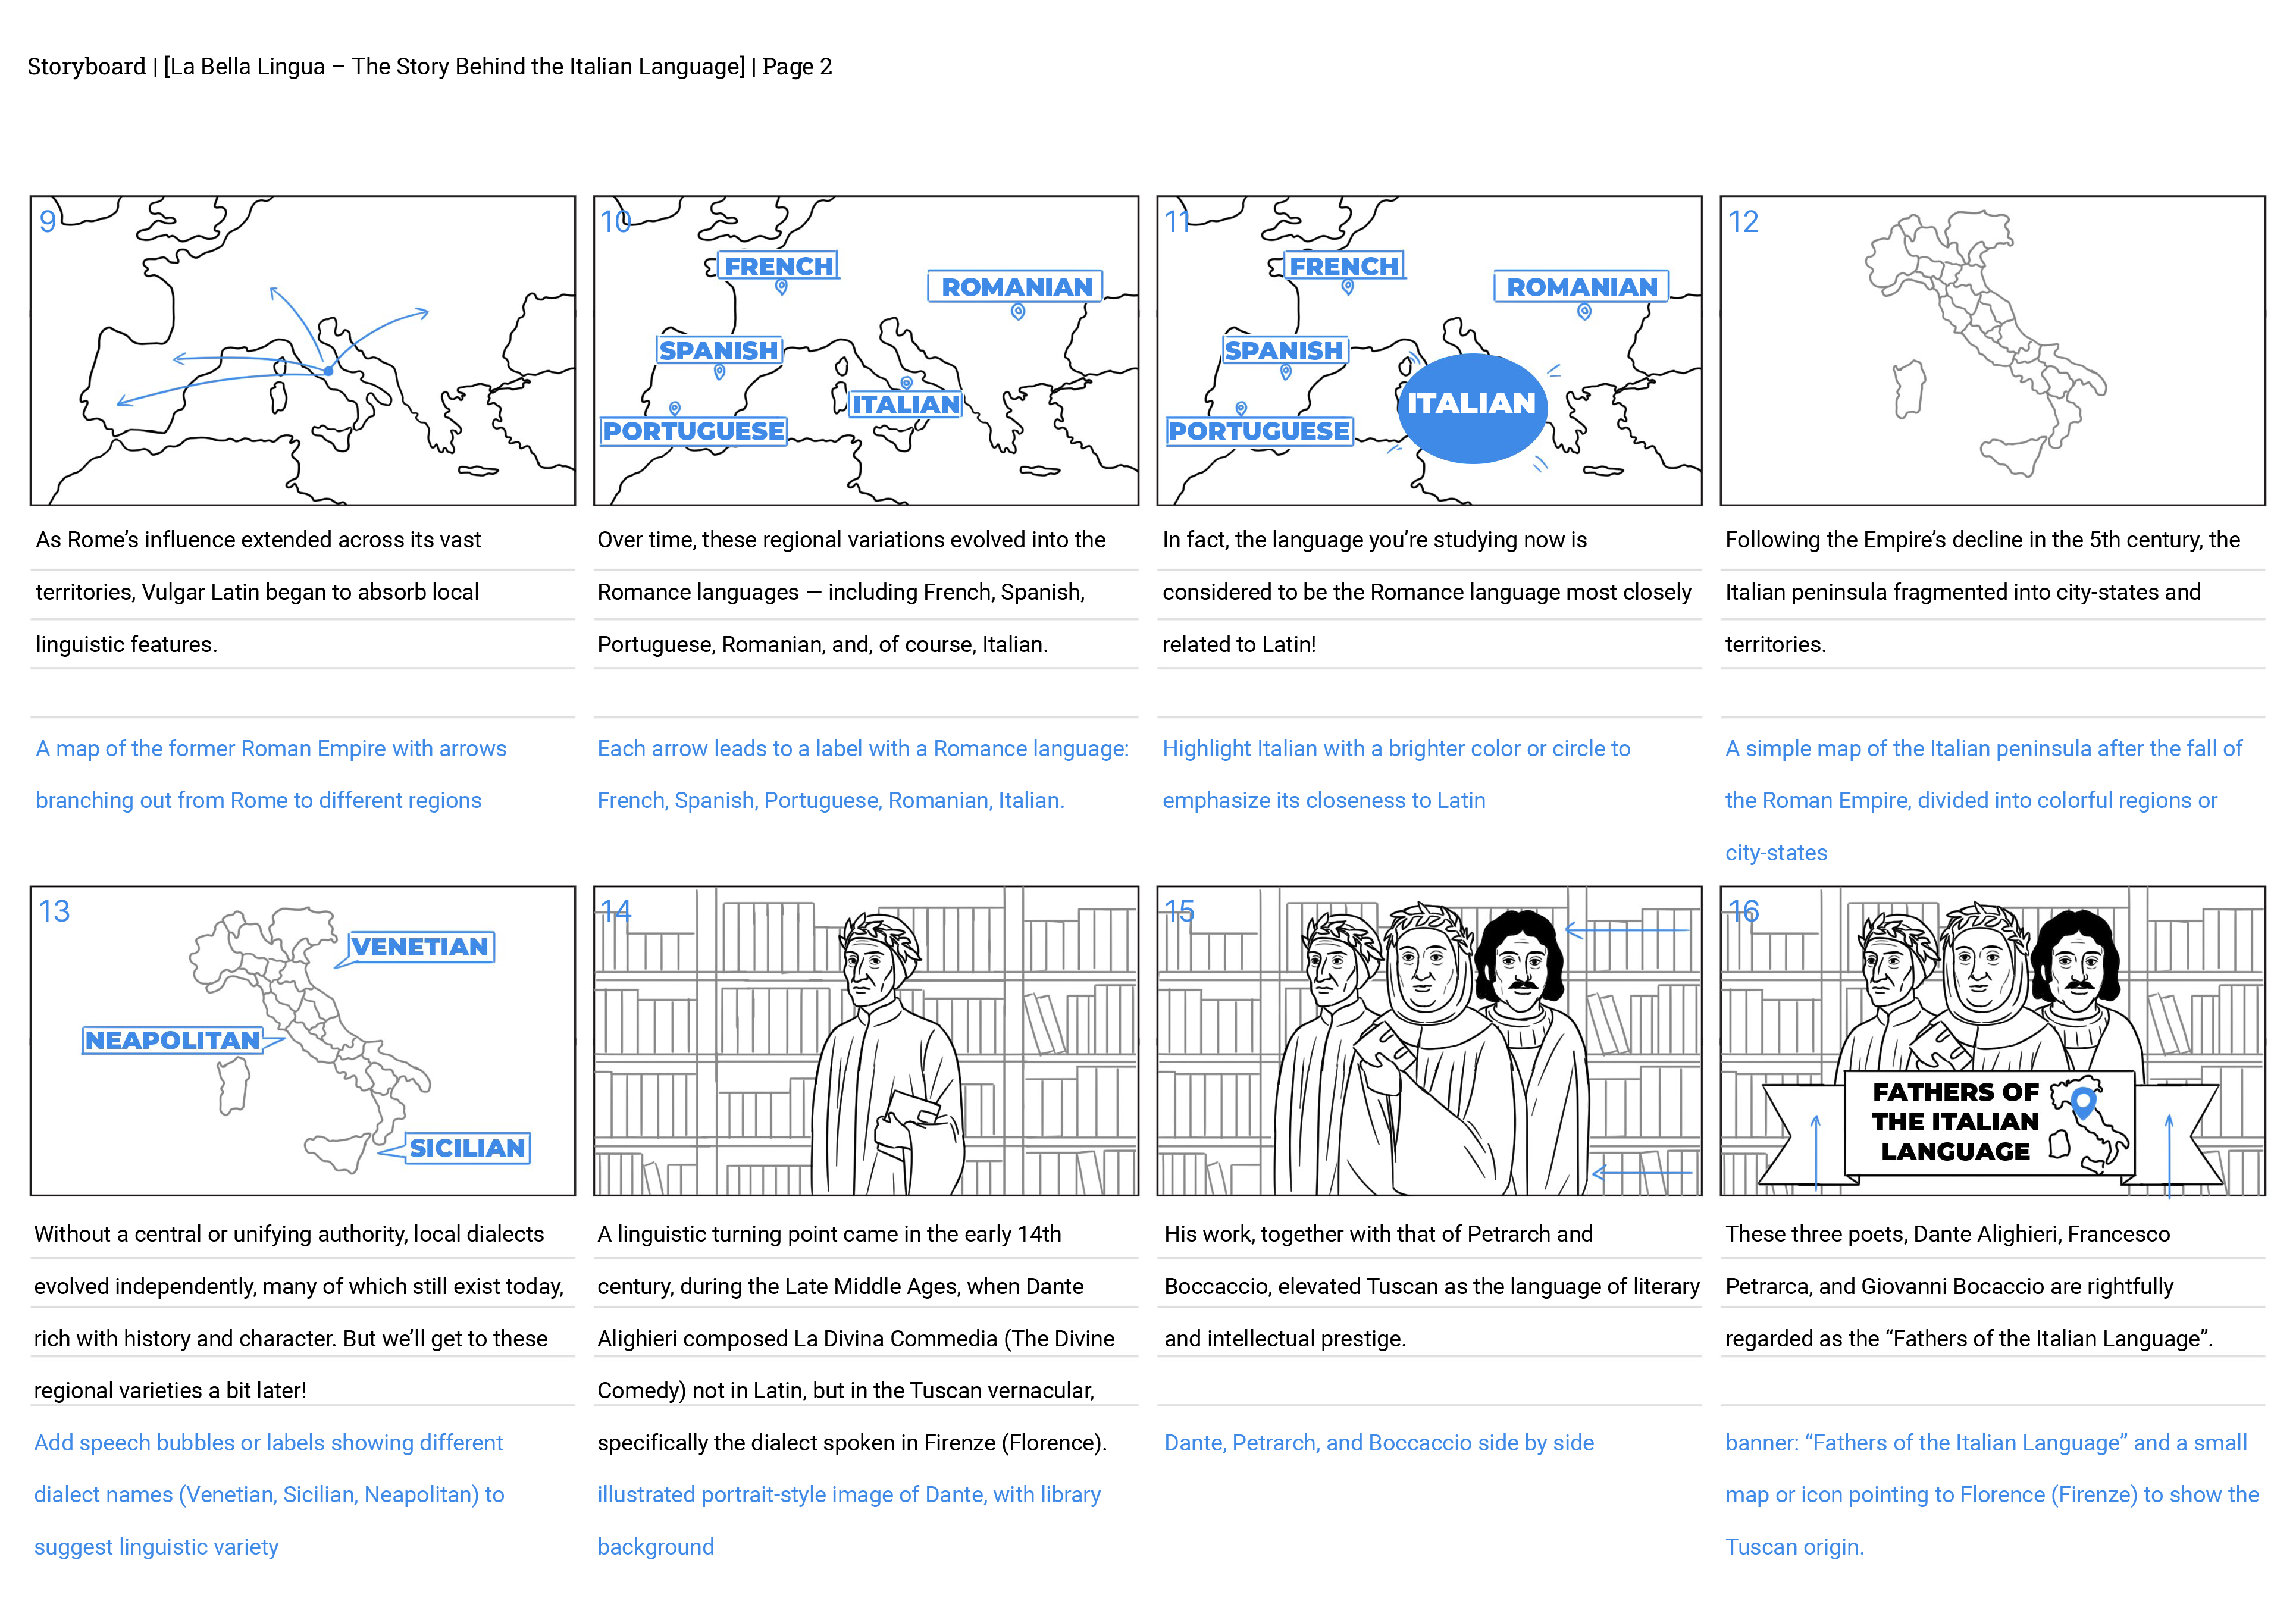 Storyboard | [La Bella Lingua – The Story Behind the Italian Language] | Page 2
9
As Rome’s influence extended across its vast
territories, Vulgar Latin began to absorb local
linguistic features.
A map of the former Roman Empire with arrows
branching out from Rome to different regions
10
FRENCH
ROMANIAN
SPANISH
ITALIAN
PORTUGUESE
Over time, these regional variations evolved into the
Romance languages — including French, Spanish,
Portuguese, Romanian, and, of course, Italian.
Each arrow leads to a label with a Romance language:
French, Spanish, Portuguese, Romanian, Italian.
11
FRENCH
ROMANIAN
SPANISH
ITALIAN
PORTUGUESE
In fact, the language you’re studying now is
considered to be the Romance language most closely
related to Latin!
Highlight Italian with a brighter color or circle to
emphasize its closeness to Latin
12
Following the Empire’s decline in the 5th century, the
Italian peninsula fragmented into city-states and
territories.
A simple map of the Italian peninsula after the fall of
the Roman Empire, divided into colorful regions or
city-states
13
VENETIAN
NEAPOLITAN
SICILIAN
Without a central or unifying authority, local dialects
evolved independently, many of which still exist today,
rich with history and character. But we’ll get to these
regional varieties a bit later!
Add speech bubbles or labels showing different
dialect names (Venetian, Sicilian, Neapolitan) to
suggest linguistic variety
14
A linguistic turning point came in the early 14th
century, during the Late Middle Ages, when Dante
Alighieri composed La Divina Commedia (The Divine
Comedy) not in Latin, but in the Tuscan vernacular,
specifically the dialect spoken in Firenze (Florence).
illustrated portrait-style image of Dante, with library
background
15
His work, together with that of Petrarch and
Boccaccio, elevated Tuscan as the language of literary
and intellectual prestige.
Dante, Petrarch, and Boccaccio side by side
16
FATHERS OF
THE ITALIAN
LANGUAGE
These three poets, Dante Alighieri, Francesco
Petrarca, and Giovanni Bocaccio are rightfully
regarded as the “Fathers of the Italian Language”.
banner: “Fathers of the Italian Language” and a small
map or icon pointing to Florence (Firenze) to show the
Tuscan origin.